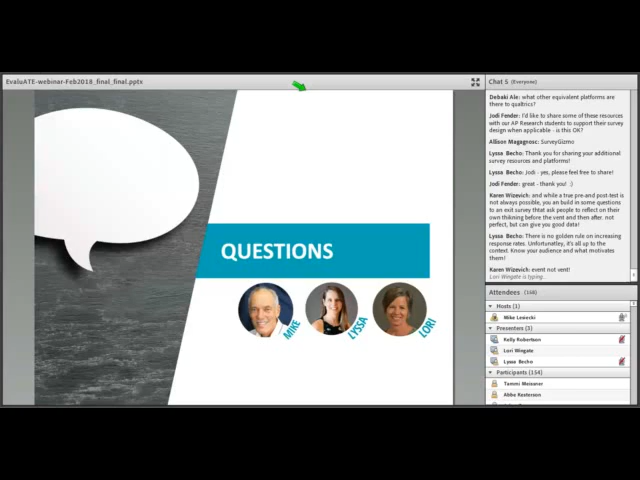 EvaluATE-webinar-Feb2018_final_final.pptx
QUESTIONS
MIKE
LYSSA
LORI
Chat 5 (Everyone)
Debaki Ale: what other equivalent platforms are
there to qualtrics?
Jodi Fender: I'd like to share some of these resources
with our AP Research students to support their survey
design when applicable - is this OK?
Allison Magagnosc: SurveyGizmo
Lyssa Becho: Thank you for sharing your additional
survey resources and platforms!
Lyssa Becho: Jodi - yes, please feel free to share!
Jodi Fender: great - thank you! :)
Karen Wizevich: and while a true pre-and post-test is
not always possible, you an build in some questions
to an exit survey thtat ask people to reflect on their
own thikning before the vent and then after. not
perfect, but can give you good data!
Lyssa Becho: There is no golden rule on increasing
response rates. Unfortunatley, it's all up to the
context. Know your audience and what motivates
them!
Karen Wizevich: event not vent!
Lori Wingate is typing.
Attendees
Hosts (1)
Mike Lesiecki
Presenters (3)
Kelly Robertson
Lori Wingate
Lyssa Becho
Participants (154)
Tammi Meissner
Abba Kesterson